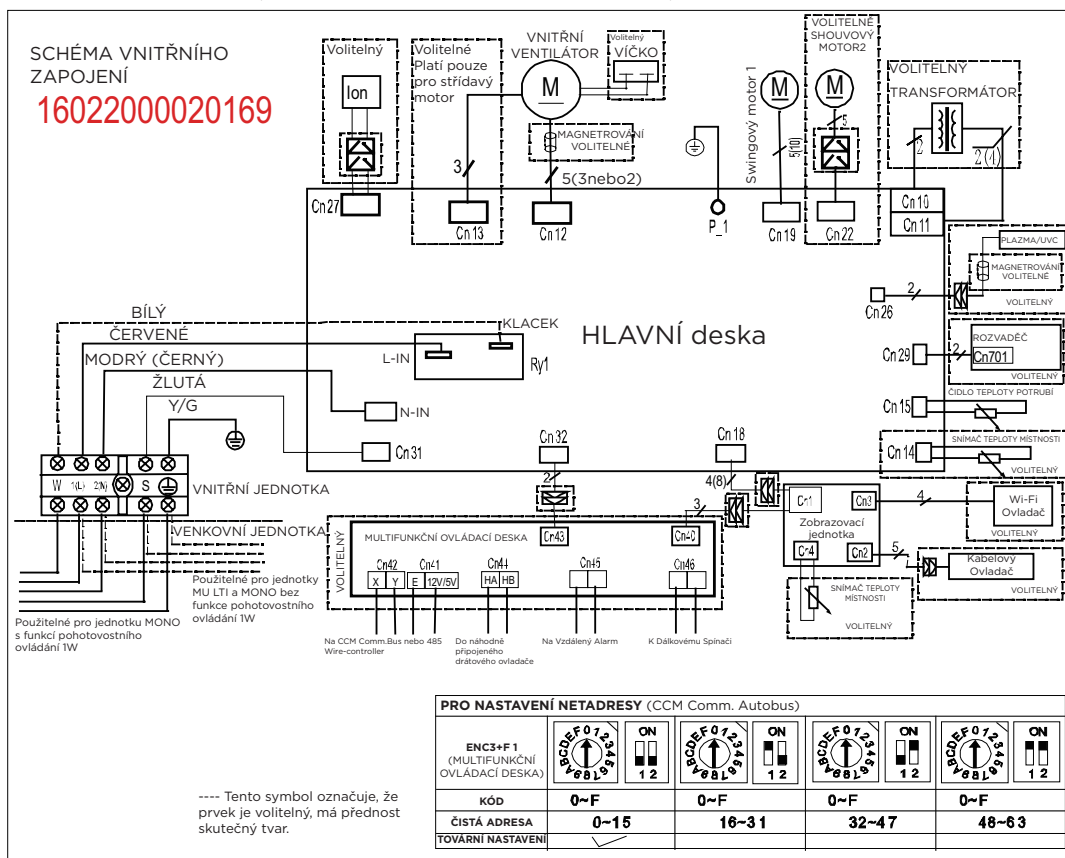 SCHÉMA VNITŘNÍHO
ZAPOJENÍ
16022000020169
Volitelný
Ion
Cn27
Volitelné
Platí pouze
pro střídavý
motor
3
Cn13
VNITŘNÍ
VENTILÁTOR
M
Volitelný
VÍČKO
MAGNETROVÁNÍ
VOLITELNÉ
5(3nebo2)
Cn12
P_1
Swingový motor 1
M
5(10)
Cn19
VOLITELNĚ
SHOUVOVÝ
MOTOR2
M
5
Cn22
VOLITELNÝ
TRANSFORMÁTOR
2
2(4)
Cn10
Cn11
PLAZMA/UVC
MAGNETROVÁNÍ
VOLITELNÉ
VOLITELNÝ
2
Cn26
ROZVADĚČ
Cn29
2
Cn701
VOLITELNÝ
ČIDLO TEPLOTY POTRUBÍ
Cn15
SNÍMAČ TEPLOTY MÍSTNOSTI
Cn14
VOLITELNÝ
HLAVNÍ deska
BÍLÝ
KLACEK
ČERVENÉ
L-IN
Ry1
MODRÝ (ČERNÝ)
N-IN
ŽLUTÁ
Cn31
Y/G
W
1(L)
2(N)
S
VNITŘNÍ JEDNOTKA
VENKOVNÍ JEDNOTKA
Použitelné pro jednotky
MU LTI a MONO bez
funkce pohotovostního
ovládání 1W
Použitelné pro jednotku MONO
s funkcí pohotovostního
ovládání 1W
Cn32
2
Cn18
4(8)
3
VOLITELNÝ
MULTIFUNKČNÍ OVLÁDACÍ DESKA
Cn43
Cn40
Cn42
Cn41
Cn44
Cn45
Cn46
X
Y
E
12V/5V
HA
HB
Na CCM Comm.Bus nebo 485
Wire-controller
Do náhodně
připojeného
drátového ovladače
Na Vzdálený Alarm
K Dálkovému Spínači
Cn1
Cn3
Zobrazovací
jednotka
Cn4
Cn2
4
Wi-Fi
Ovladač
VOLITELNÝ
5
Kabelový
Ovladač
VOLITELNÝ
SNÍMAČ TEPLOTY
MÍSTNOSTI
VOLITELNÝ
---- Tento symbol označuje, že
prvek je volitelný, má přednost
skutečný tvar.
PRO NASTAVENÍ NETADRESY (CCM Comm. Autobus)
ENC3+F 1
(MULTIFUNKČNÍ
OVLÁDACÍ DESKA)
0123456789ABCDEF
ON
1 2
0123456789ABCDEF
ON
1 2
0123456789ABCDEF
ON
1 2
0123456789ABCDEF
ON
1 2
KÓD 0~F 0~F 0~F 0~F
ČISTÁ ADRESA 0~15 16~31 32~47 48~63
TOVÁRNÍ NASTAVENÍ